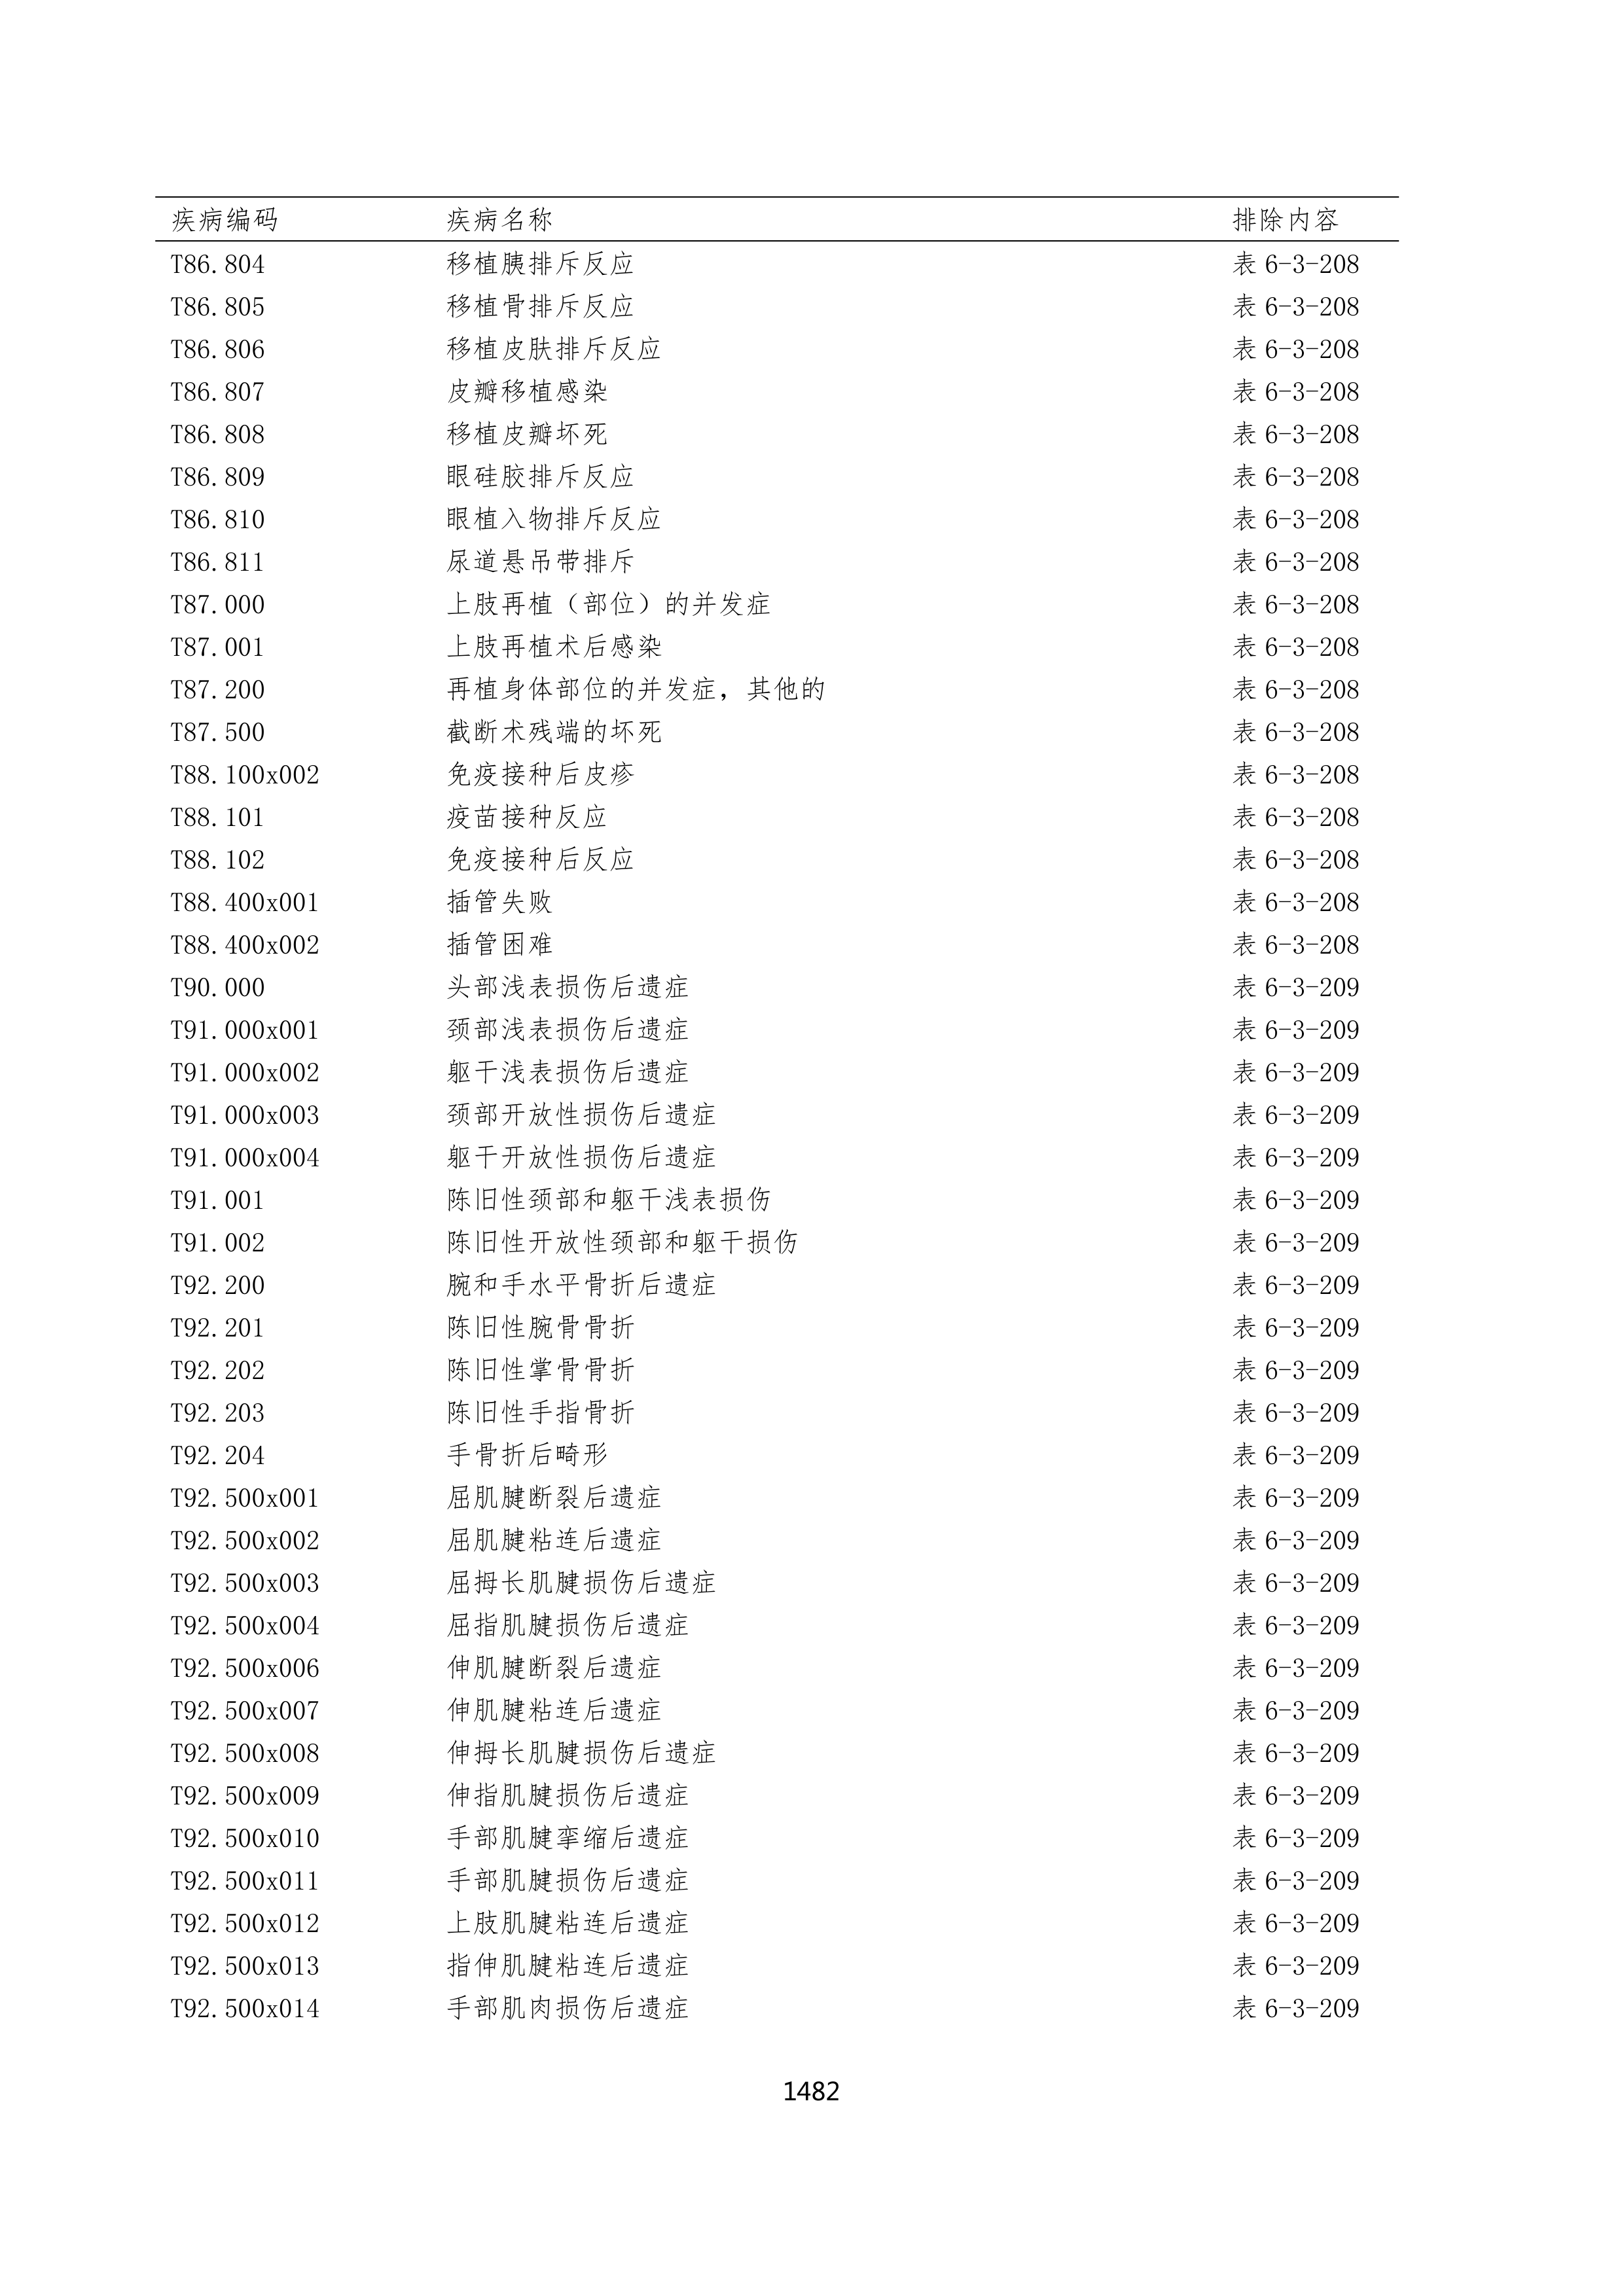 疾病编码 疾病名称 排除内容
T86.804 移植胰排斥反应 表 6-3-208
T86.805 移植骨排斥反应 表 6-3-208
T86.806 移植皮肤排斥反应 表 6-3-208
T86.807 皮瓣移植感染 表 6-3-208
T86.808 移植皮瓣坏死 表 6-3-208
T86.809 眼硅胶排斥反应 表 6-3-208
T86.810 眼植入物排斥反应 表 6-3-208
T86.811 尿道悬吊带排斥 表 6-3-208
T87.000 上肢再植（部位）的并发症 表 6-3-208
T87.001 上肢再植术后感染 表 6-3-208
T87.200 再植身体部位的并发症，其他的 表 6-3-208
T87.500 截断术残端的坏死 表 6-3-208
T88.100x002 免疫接种后皮疹 表 6-3-208
T88.101 疫苗接种反应 表 6-3-208
T88.102 免疫接种后反应 表 6-3-208
T88.400x001 插管失败 表 6-3-208
T88.400x002 插管困难 表 6-3-208
T90.000 头部浅表损伤后遗症 表 6-3-209
T91.000x001 颈部浅表损伤后遗症 表 6-3-209
T91.000x002 躯干浅表损伤后遗症 表 6-3-209
T91.000x003 颈部开放性损伤后遗症 表 6-3-209
T91.000x004 躯干开放性损伤后遗症 表 6-3-209
T91.001 陈旧性颈部和躯干浅表损伤 表 6-3-209
T91.002 陈旧性开放性颈部和躯干损伤 表 6-3-209
T92.200 腕和手水平骨折后遗症 表 6-3-209
T92.201 陈旧性腕骨骨折 表 6-3-209
T92.202 陈旧性掌骨骨折 表 6-3-209
T92.203 陈旧性手指骨折 表 6-3-209
T92.204 手骨折后畸形 表 6-3-209
T92.500x001 屈肌腱断裂后遗症 表 6-3-209
T92.500x002 屈肌腱粘连后遗症 表 6-3-209
T92.500x003 屈拇长肌腱损伤后遗症 表 6-3-209
T92.500x004 屈指肌腱损伤后遗症 表 6-3-209
T92.500x006 伸肌腱断裂后遗症 表 6-3-209
T92.500x007 伸肌腱粘连后遗症 表 6-3-209
T92.500x008 伸拇长肌腱损伤后遗症 表 6-3-209
T92.500x009 伸指肌腱损伤后遗症 表 6-3-209
T92.500x010 手部肌腱挛缩后遗症 表 6-3-209
T92.500x011 手部肌腱损伤后遗症 表 6-3-209
T92.500x012 上肢肌腱粘连后遗症 表 6-3-209
T92.500x013 指伸肌腱粘连后遗症 表 6-3-209
T92.500x014 手部肌肉损伤后遗症 表 6-3-209
1482